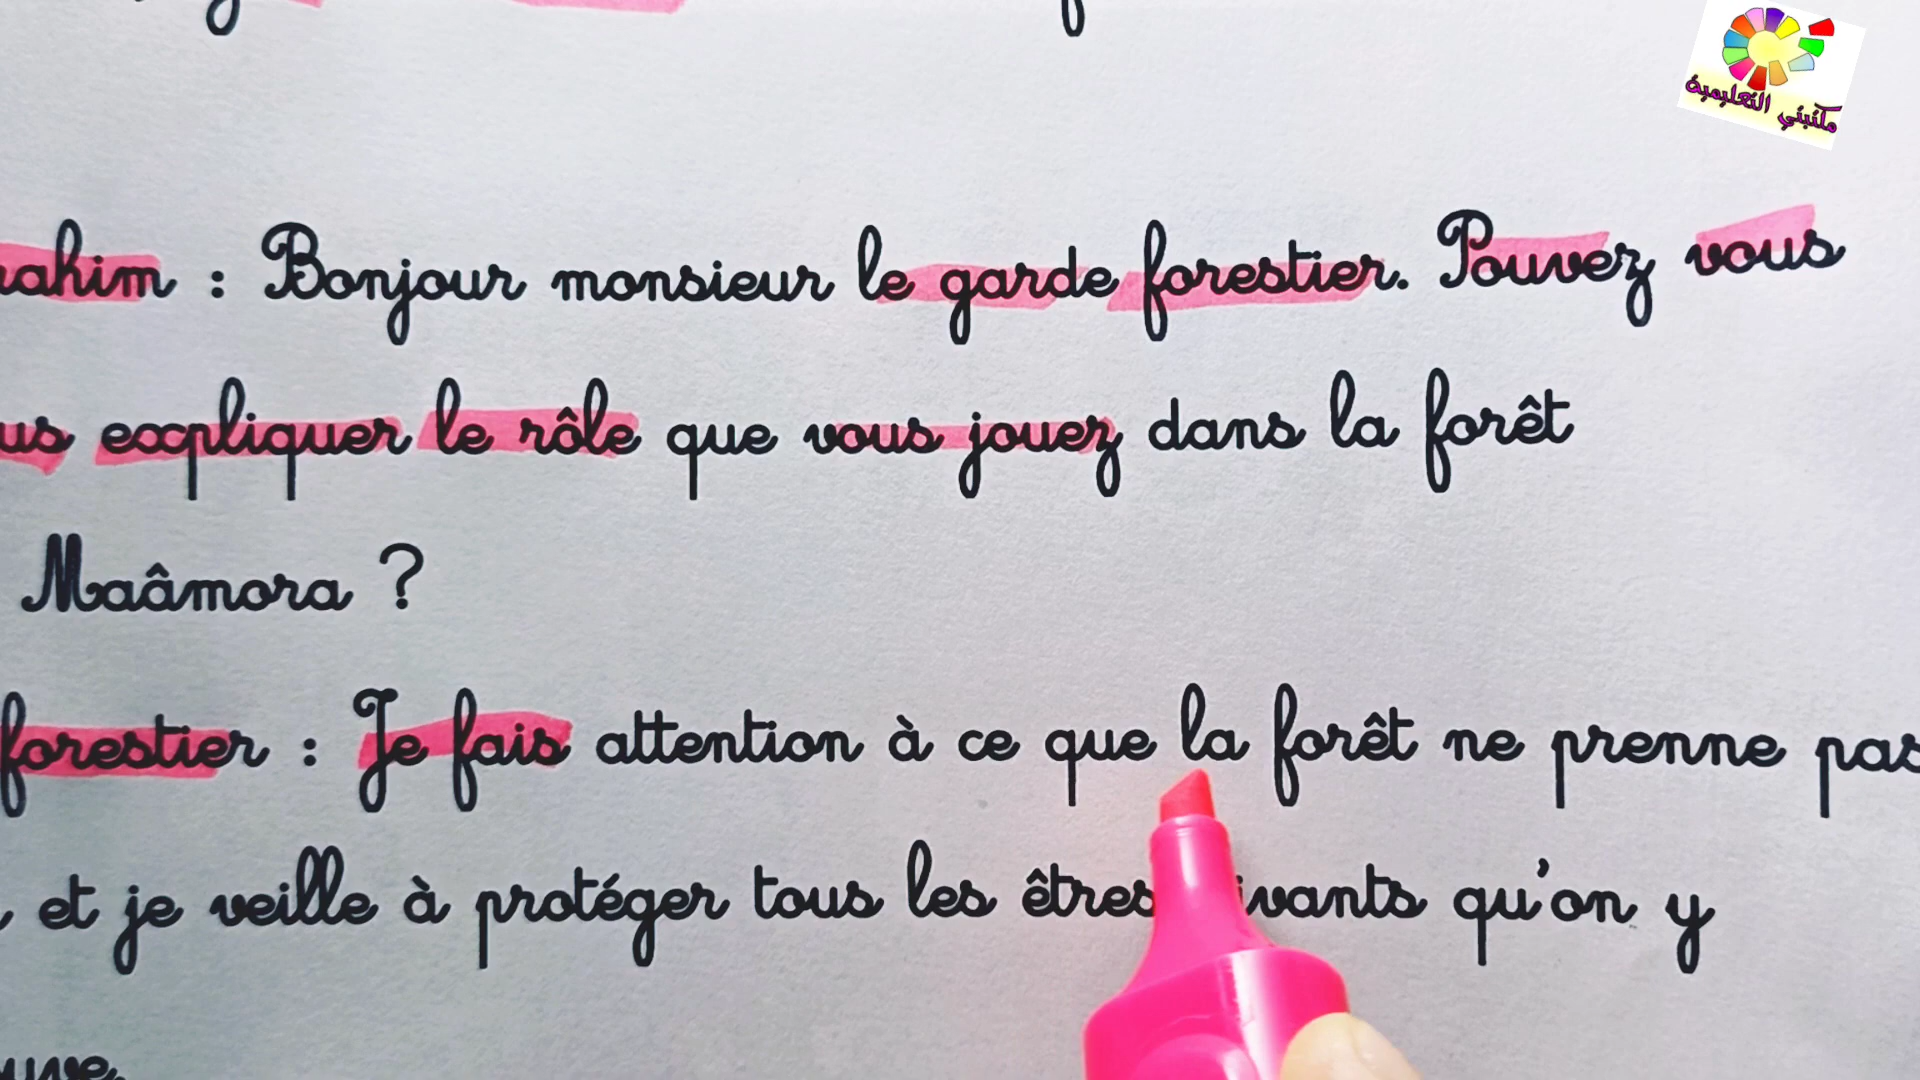 مكتبتي التعليمية
ahim : Bonjour monsieur le garde forestier. Pouvez vous
us expliquer le rôle que vous jouez dans la forêt
Maâmora ?
forestier : Je fais attention à ce que la forêt ne prenne pas
et je veille à protéger tous les êtres ivants qu'on y
uve.